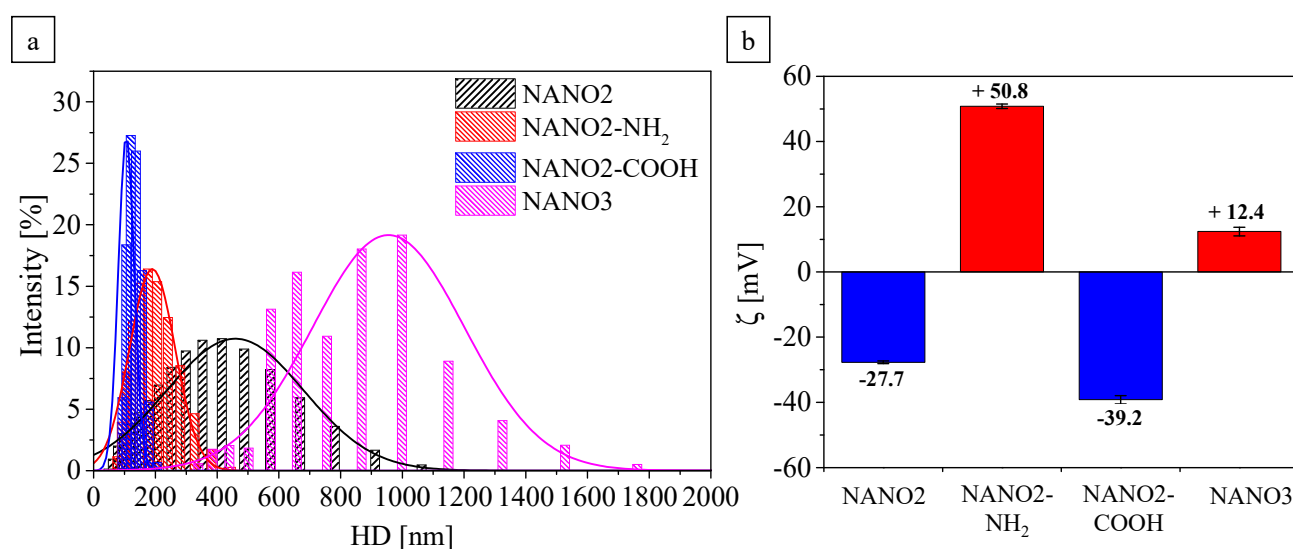 a
Intensity [%]
30
25
20
15
10
5
0
0 200 400 600 800 1000 1200 1400 1600 1800 2000
HD [nm]
NANO2
NANO2-NH₂
NANO2-COOH
NANO3
b
ζ [mV]
60
40
20
0
-20
-40
-60
-27.7
+ 50.8
-39.2
+ 12.4
NANO2
NANO2-
NH₂
NANO2-
COOH
NANO3